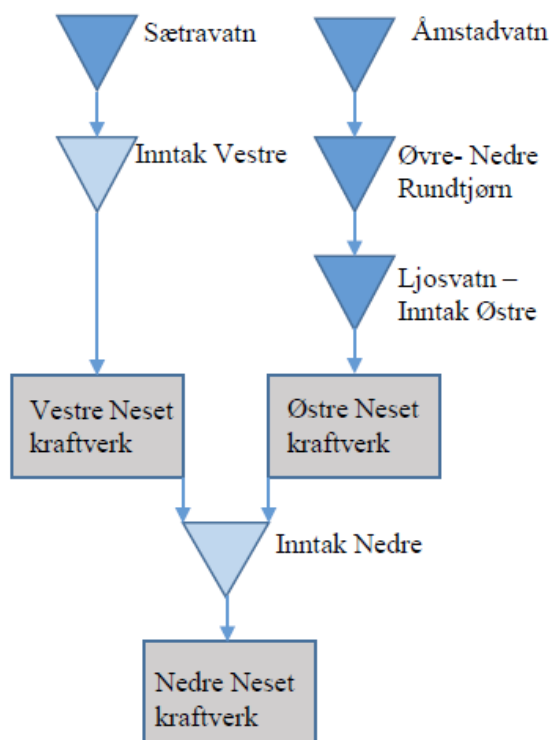 Sætravatn
Åmstadvatn
Inntak Vestre
Øvre- Nedre
Rundtjørn
Ljosvatn –
Inntak Østre
Vestre Neset
kraftverk
Østre Neset
kraftverk
Inntak Nedre
Nedre Neset
kraftverk